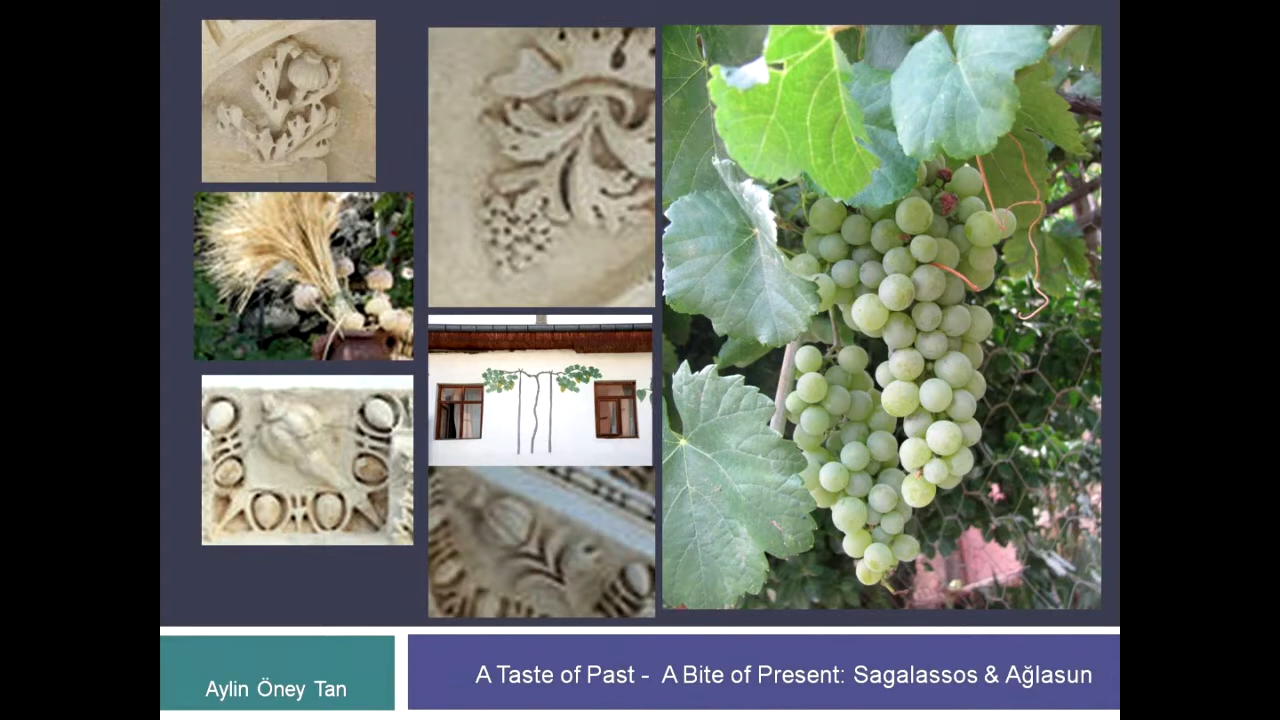 Aylin Öney Tan
A Taste of Past - A Bite of Present: Sagalassos & Ağlasun